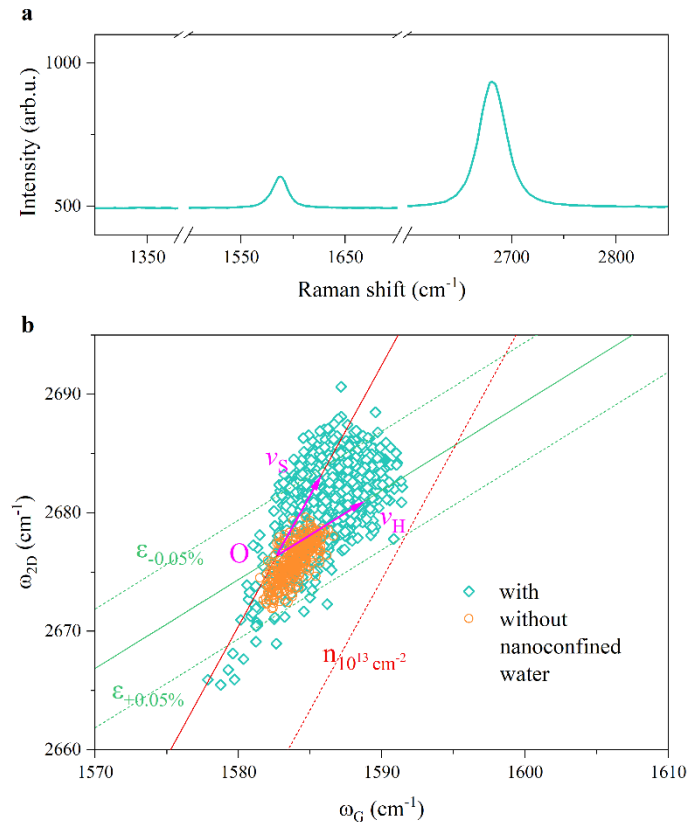 a
Intensity (arb.u.)
1000
500
1350
1550
1650
2700
2800
Raman shift (cm⁻¹)
b
ω2D (cm⁻¹)
2690
2680
2670
2660
νS
O
νH
ε-0.05%
ε+0.05%
n10¹³ cm⁻²
with
without
nanoconfined
water
1570
1580
1590
1600
1610
ωG (cm⁻¹)